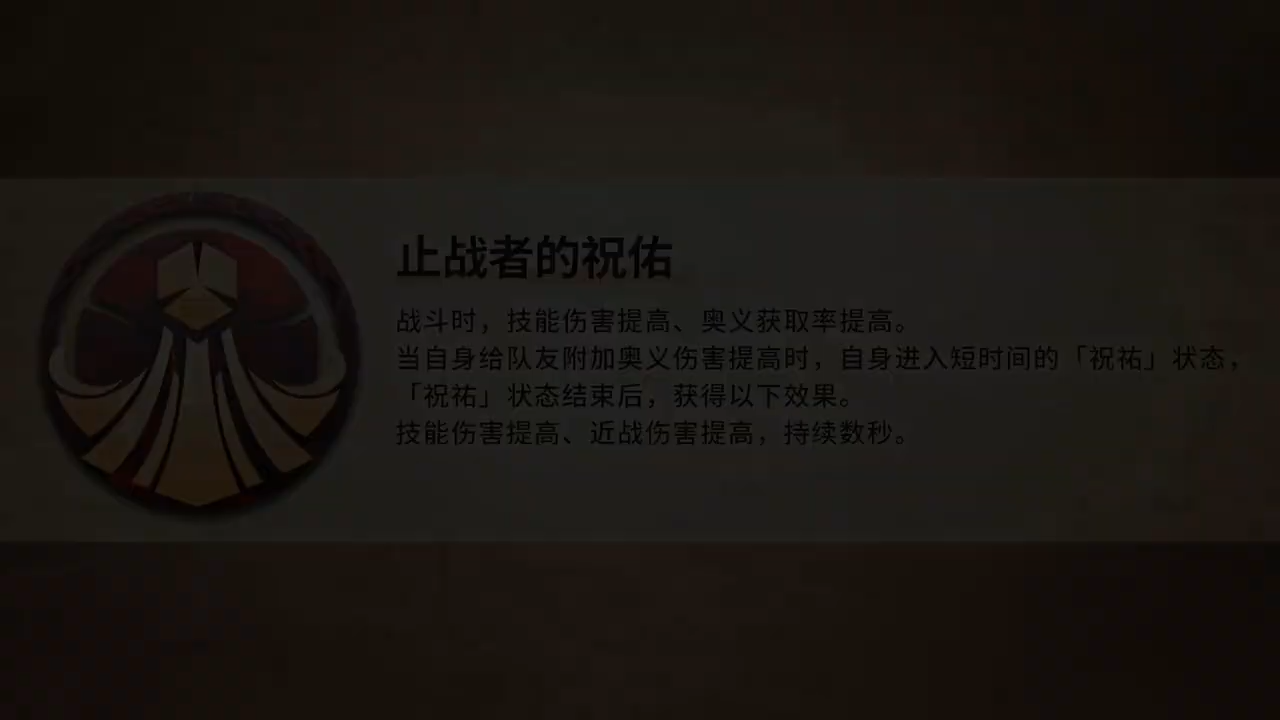 止战者的祝佑
战斗时，技能伤害提高、奥义获取率提高。
当自身给队友附加奥义伤害提高时，自身进入短时间的「祝祐」状态，
「祝祐」状态结束后，获得以下效果。
技能伤害提高、近战伤害提高，持续数秒。